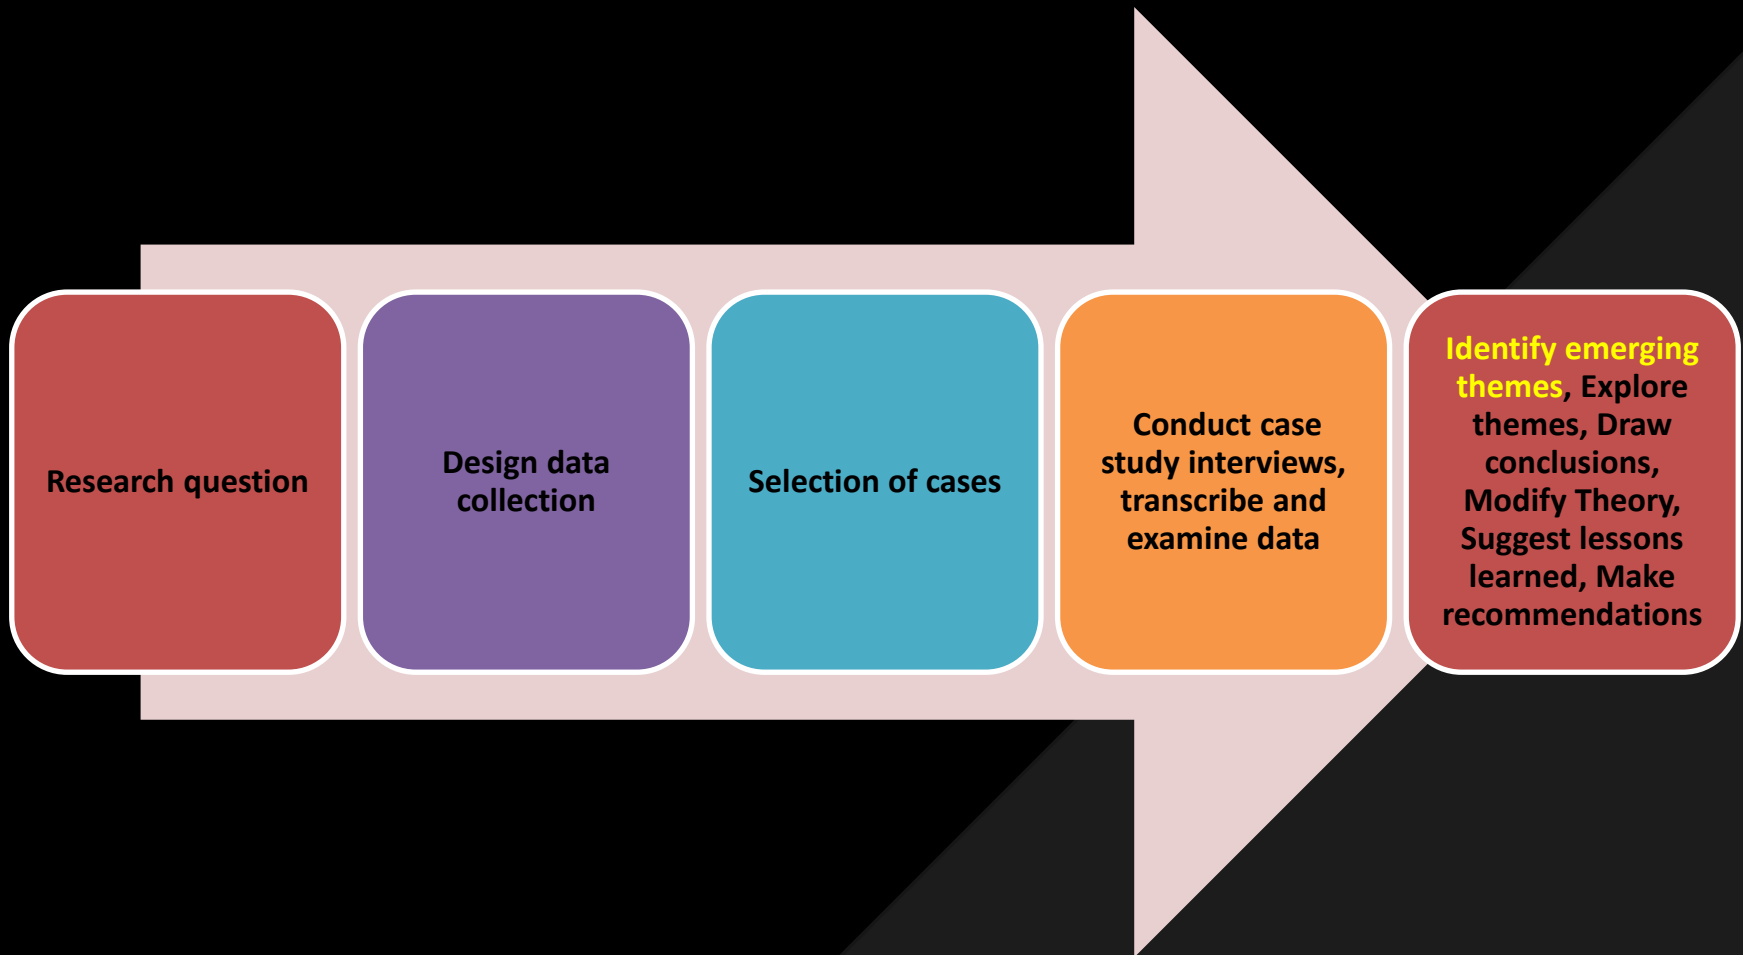 Research question
Design data
collection
Selection of cases
Conduct case
study interviews,
transcribe and
examine data
Identify emerging
themes, Explore
themes, Draw
conclusions,
Modify Theory,
Suggest lessons
learned, Make
recommendations